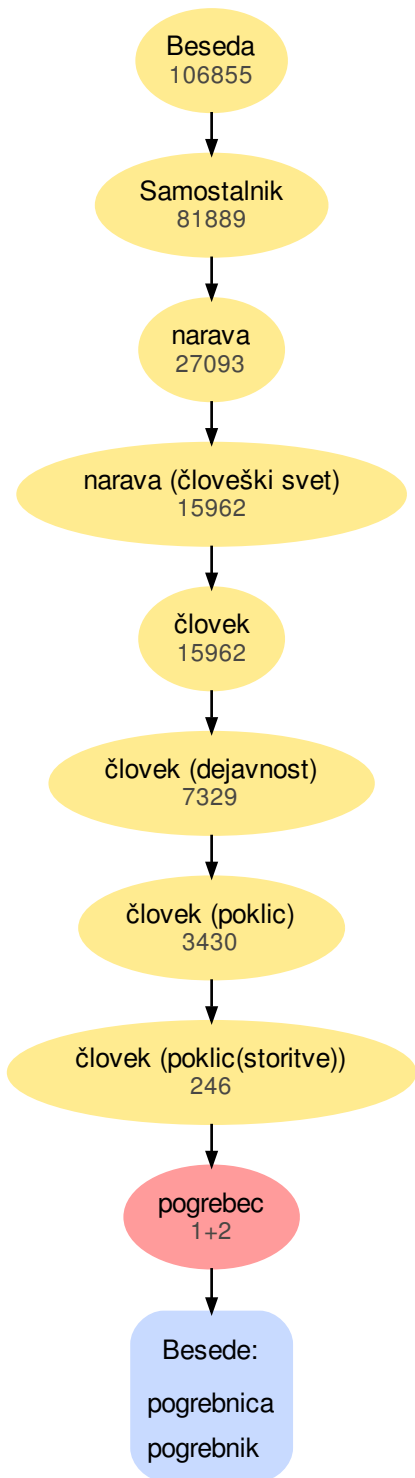 Beseda
106855
Samostalnik
81889
narava
27093
narava (človeški svet)
15962
človek
15962
človek (dejavnost)
7329
človek (poklic)
3430
človek (poklic(storitve))
246
pogrebec
1+2
Besede:
pogrebnica
pogrebnik